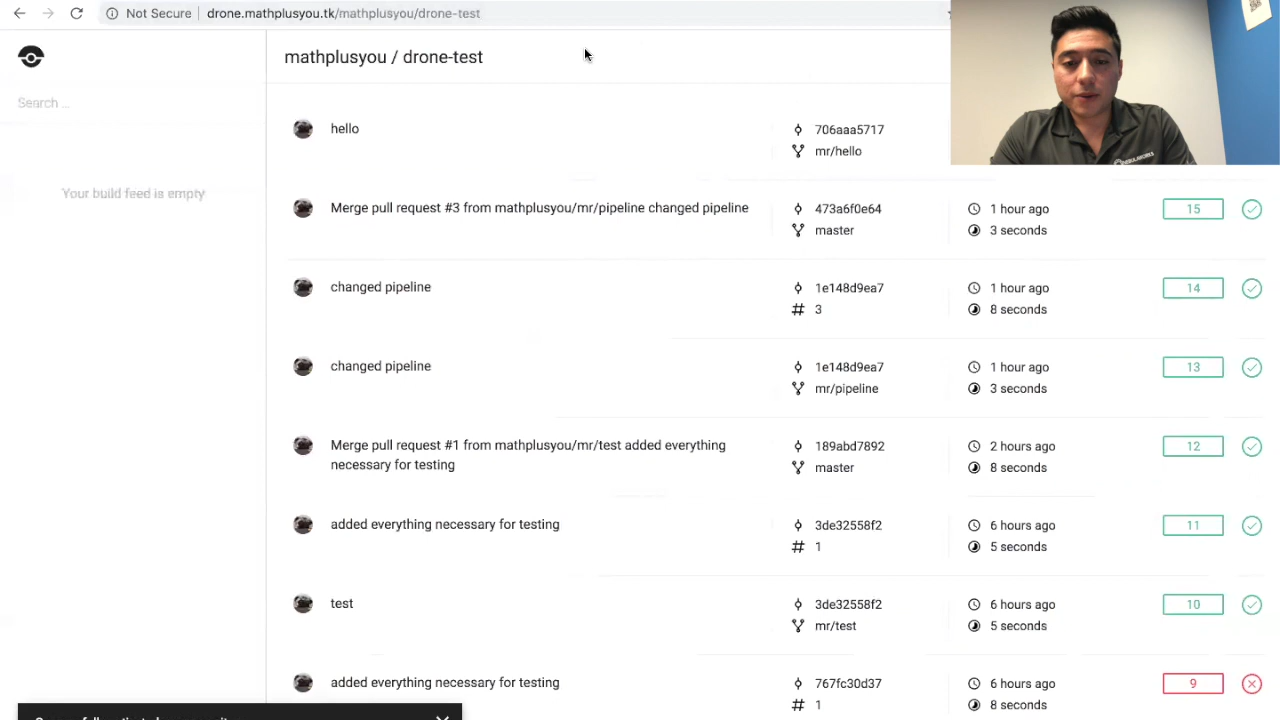 Not Secure | drone.mathplusyou.tk/mathplusyou/drone-test
mathplusyou / drone-test
Search ...
Your build feed is empty
hello
706aaa5717
mr/hello
Merge pull request #3 from mathplusyou/mr/pipeline changed pipeline
473a6f0e64
master
1 hour ago
3 seconds
15
changed pipeline
1e148d9ea7
# 3
1 hour ago
8 seconds
14
changed pipeline
1e148d9ea7
mr/pipeline
1 hour ago
3 seconds
13
Merge pull request #1 from mathplusyou/mr/test added everything
necessary for testing
189abd7892
master
2 hours ago
8 seconds
12
added everything necessary for testing
3de32558f2
# 1
6 hours ago
5 seconds
11
test
3de32558f2
mr/test
6 hours ago
5 seconds
10
added everything necessary for testing
767fc30d37
# 1
6 hours ago
8 seconds
9